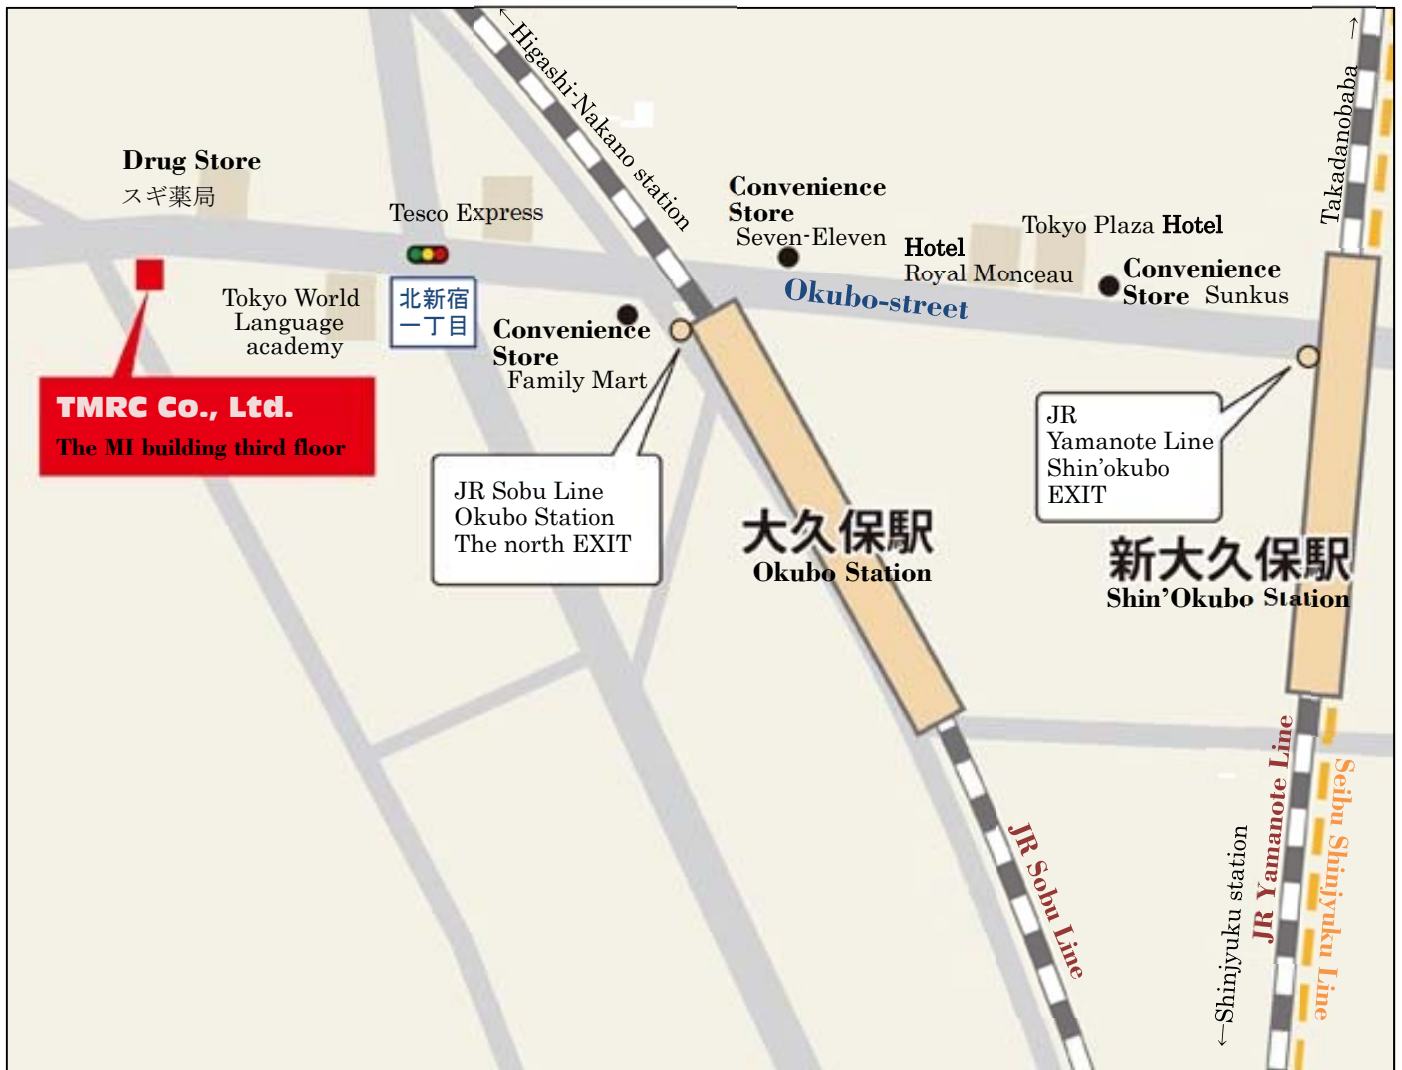 ←Higashi-Nakano station
Takadanobaba →
Drug Store
スギ薬局
Tesco Express
Convenience
Store
Seven-Eleven
Hotel
Royal Monceau
Tokyo Plaza Hotel
Convenience
Store Sunkus
Okubo-street
Tokyo World
Language
academy
北新宿
一丁目
Convenience
Store
Family Mart
TMRC Co., Ltd.
The MI building third floor
JR Sobu Line
Okubo Station
The north EXIT
JR
Yamanote Line
Shin'okubo
EXIT
大久保駅
Okubo Station
新大久保駅
Shin'Okubo Station
JR Sobu Line
←Shinjyuku station
JR Yamanote Line
Seibu Shinjyuku Line